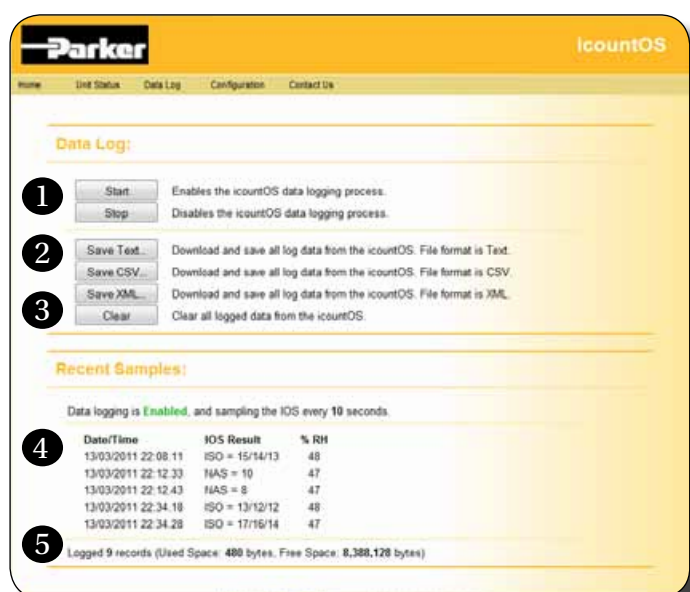 Parker
IcountOS
Home Unit Status Data Log Configuration Contact Us
Data Log:
1 Start Enables the icountOS data logging process.
Stop Disables the icountOS data logging process.
2 Save Text... Download and save all log data from the icountOS. File format is Text.
Save CSV... Download and save all log data from the icountOS. File format is CSV.
Save XML... Download and save all log data from the icountOS. File format is XML.
3 Clear Clear all logged data from the icountOS.
Recent Samples:
Data logging is Enabled, and sampling the IOS every 10 seconds.
4 Date/Time IOS Result % RH
13/03/2011 22:08.11 ISO = 15/14/13 48
13/03/2011 22:12.33 NAS = 10 47
13/03/2011 22:12.43 NAS = 8 47
13/03/2011 22:34.18 ISO = 13/12/12 48
13/03/2011 22:34.28 ISO = 17/16/14 47
5 Logged 9 records (Used Space: 480 bytes, Free Space: 8,388,128 bytes)